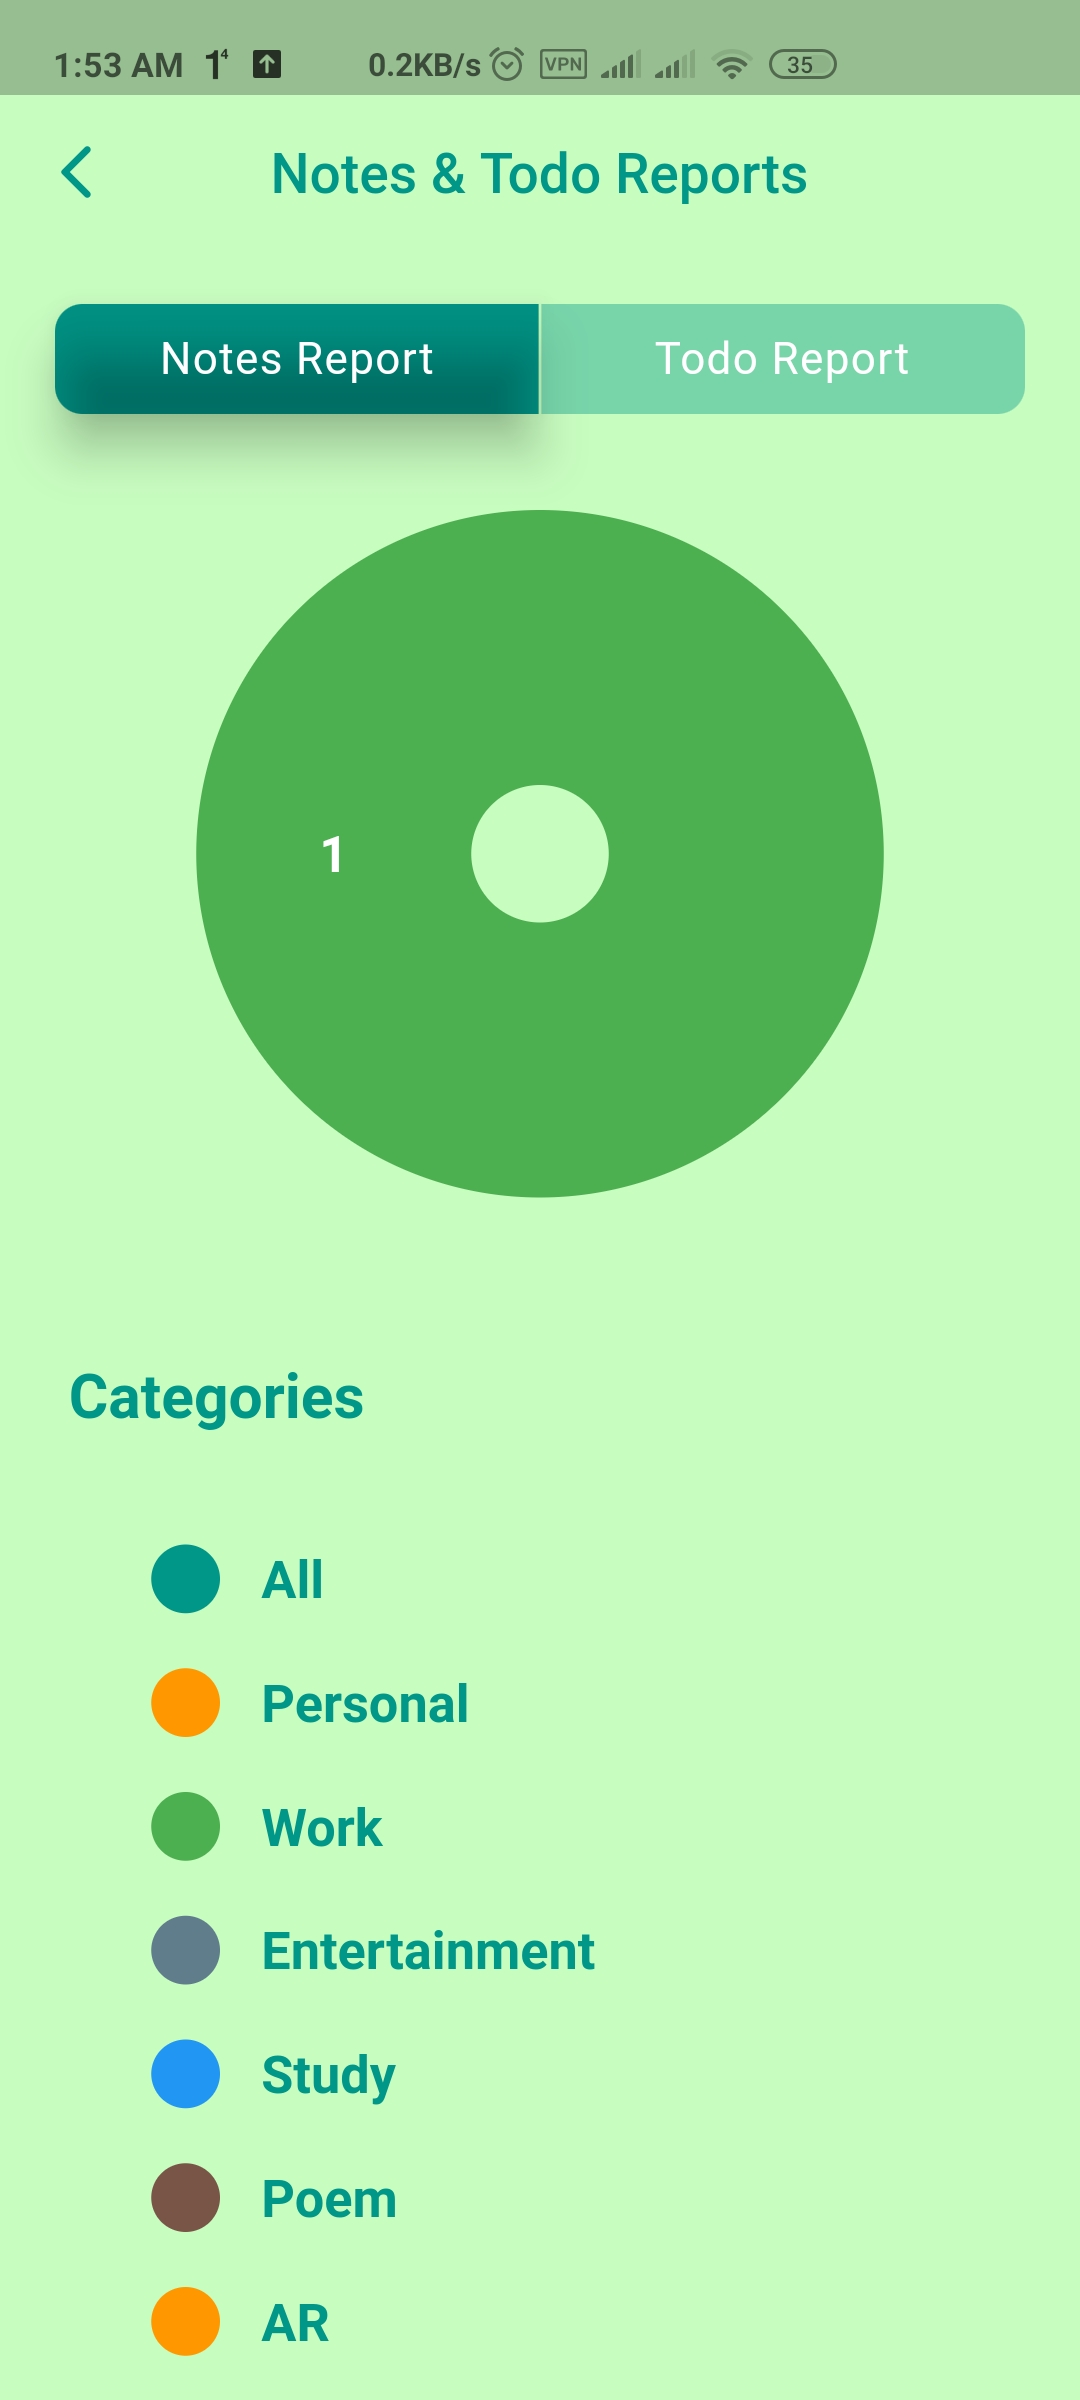 1:53 AM 1⁴ 0.2KB/s VPN 35
Notes & Todo Reports
Notes Report Todo Report
1
Categories
All
Personal
Work
Entertainment
Study
Poem
AR